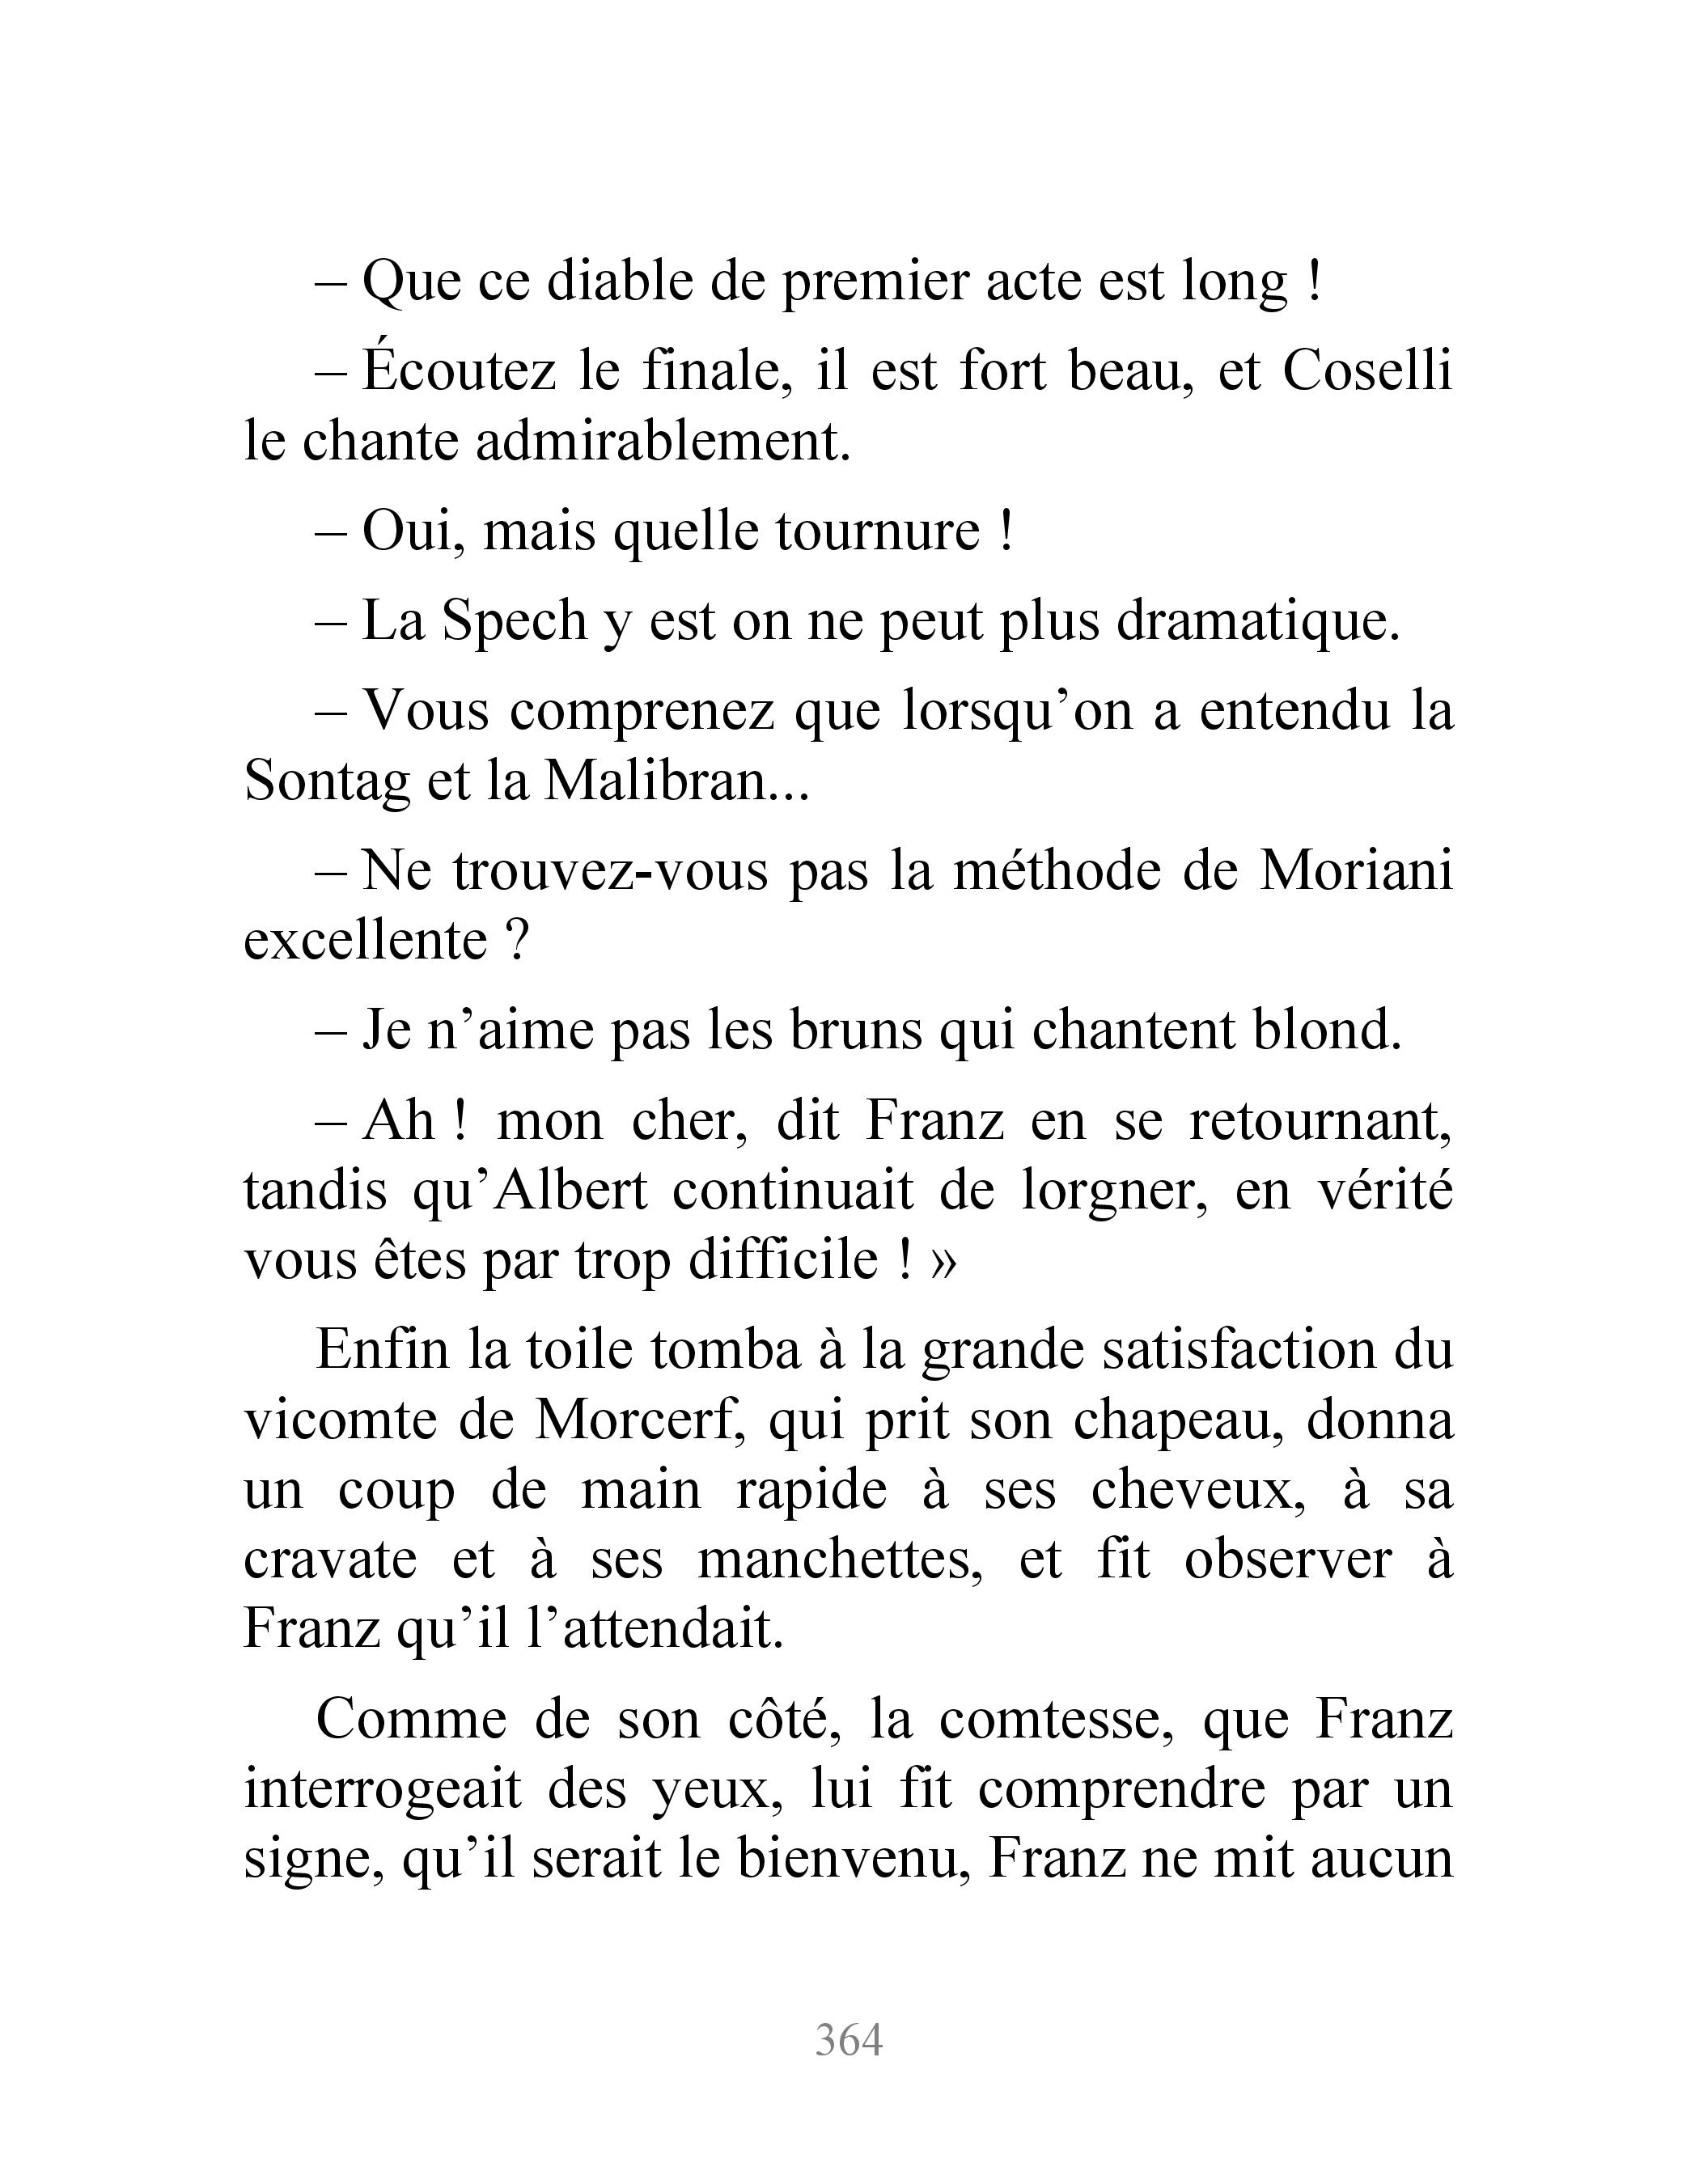 – Que ce diable de premier acte est long !
– Écoutez le finale, il est fort beau, et Coselli
le chante admirablement.
– Oui, mais quelle tournure !
– La Spech y est on ne peut plus dramatique.
– Vous comprenez que lorsqu’on a entendu la
Sontag et la Malibran...
– Ne trouvez-vous pas la méthode de Moriani
excellente ?
– Je n’aime pas les bruns qui chantent blond.
– Ah ! mon cher, dit Franz en se retournant,
tandis qu’Albert continuait de lorgner, en vérité
vous êtes par trop difficile ! »
Enfin la toile tomba à la grande satisfaction du
vicomte de Morcerf, qui prit son chapeau, donna
un coup de main rapide à ses cheveux, à sa
cravate et à ses manchettes, et fit observer à
Franz qu’il l’attendait.
Comme de son côté, la comtesse, que Franz
interrogeait des yeux, lui fit comprendre par un
signe, qu’il serait le bienvenu, Franz ne mit aucun
364